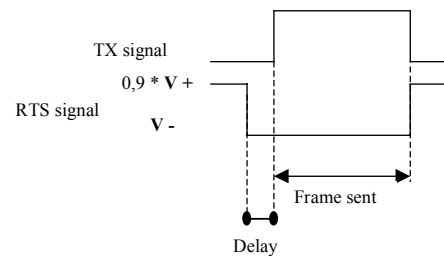 TX signal
0,9 * V +
RTS signal
V -
Frame sent
Delay